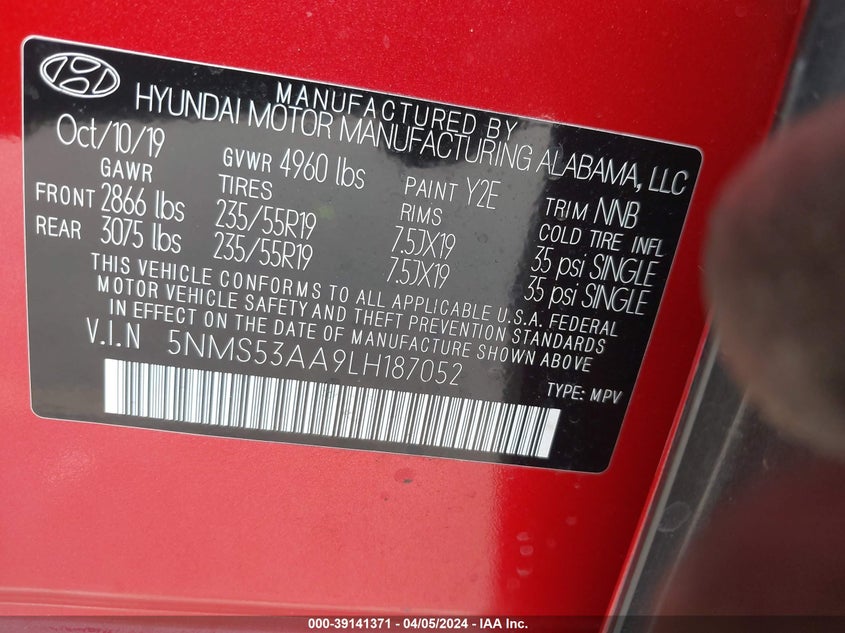 MANUFACTURED BY
HYUNDAI MOTOR MANUFACTURING ALABAMA, LLC
Oct/10/19 GVWR 4960 lbs PAINT Y2E TRIM NNB
GAWR TIRES RIMS COLD TIRE INFL
FRONT 2866 lbs 235/55R19 7.5JX19 35 psi SINGLE
REAR 3075 lbs 235/55R19 7.5JX19 35 psi SINGLE
THIS VEHICLE CONFORMS TO ALL APPLICABLE U.S.A. FEDERAL
MOTOR VEHICLE SAFETY AND THEFT PREVENTION STANDARDS
IN EFFECT ON THE DATE OF MANUFACTURE SHOWN ABOVE
V.I.N 5NMS53AA9LH187052
TYPE: MPV
000-39141371 - 04/05/2024 - IAA Inc.